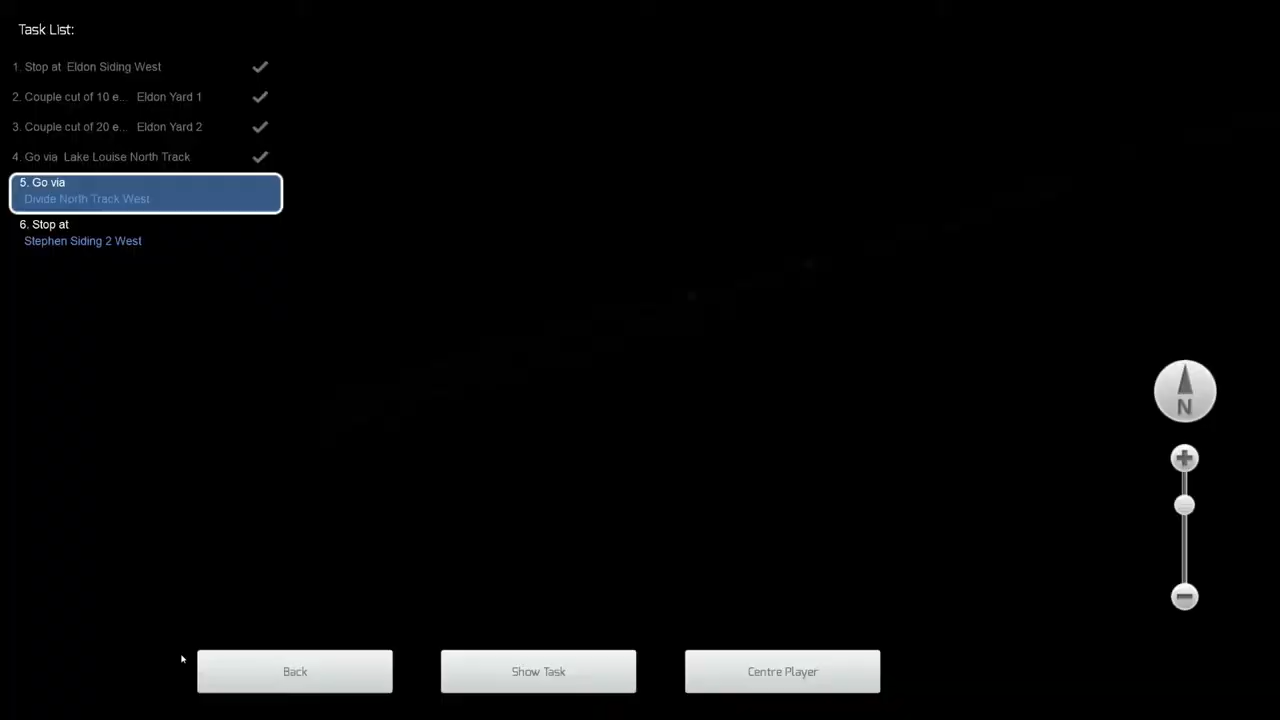 Task List:
1. Stop at Eldon Siding West
2. Couple cut of 10 e... Eldon Yard 1
3. Couple cut of 20 e... Eldon Yard 2
4. Go via Lake Louise North Track
5. Go via
Divide North Track West
6. Stop at
Stephen Siding 2 West
N
Back Show Task Centre Player